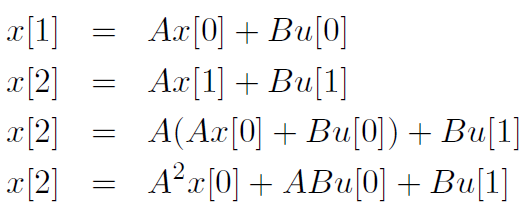 x[1] = Ax[0] + Bu[0]
x[2] = Ax[1] + Bu[1]
x[2] = A(Ax[0] + Bu[0]) + Bu[1]
x[2] = A²x[0] + ABu[0] + Bu[1]